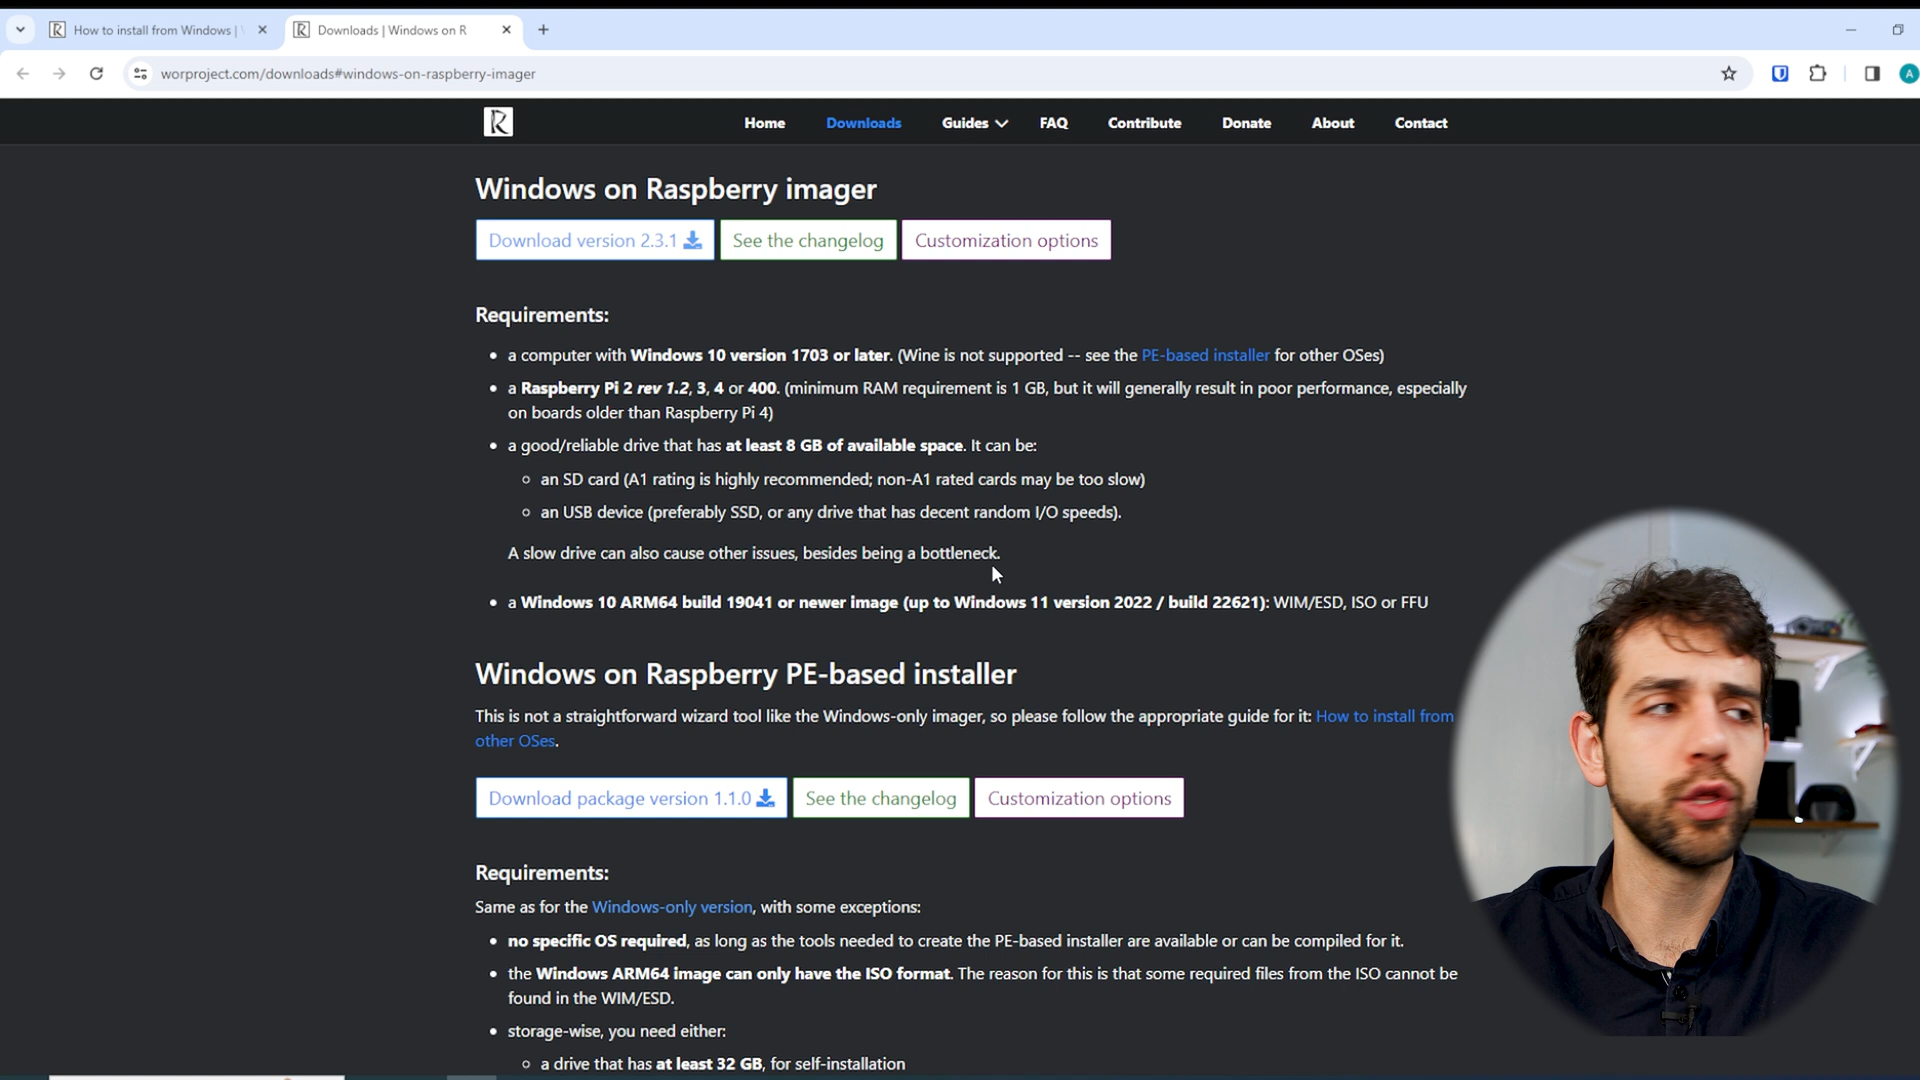 How to install from Windows |
Downloads | Windows on R
worproject.com/downloads#windows-on-raspberry-imager
A
R
Home
Downloads
Guides
FAQ
Contribute
Donate
About
Contact
Windows on Raspberry imager
Download version 2.3.1
See the changelog
Customization options
Requirements:
• a computer with Windows 10 version 1703 or later. (Wine is not supported -- see the PE-based installer for other OSes)
• a Raspberry Pi 2 rev 1.2, 3, 4 or 400. (minimum RAM requirement is 1 GB, but it will generally result in poor performance, especially
on boards older than Raspberry Pi 4)
• a good/reliable drive that has at least 8 GB of available space. It can be:
◦ an SD card (A1 rating is highly recommended; non-A1 rated cards may be too slow)
◦ an USB device (preferably SSD, or any drive that has decent random I/O speeds).
A slow drive can also cause other issues, besides being a bottleneck.
• a Windows 10 ARM64 build 19041 or newer image (up to Windows 11 version 2022 / build 22621): WIM/ESD, ISO or FFU
Windows on Raspberry PE-based installer
This is not a straightforward wizard tool like the Windows-only imager, so please follow the appropriate guide for it: How to install from
other OSes.
Download package version 1.1.0
See the changelog
Customization options
Requirements:
Same as for the Windows-only version, with some exceptions:
• no specific OS required, as long as the tools needed to create the PE-based installer are available or can be compiled for it.
• the Windows ARM64 image can only have the ISO format. The reason for this is that some required files from the ISO cannot be
found in the WIM/ESD.
• storage-wise, you need either:
◦ a drive that has at least 32 GB, for self-installation